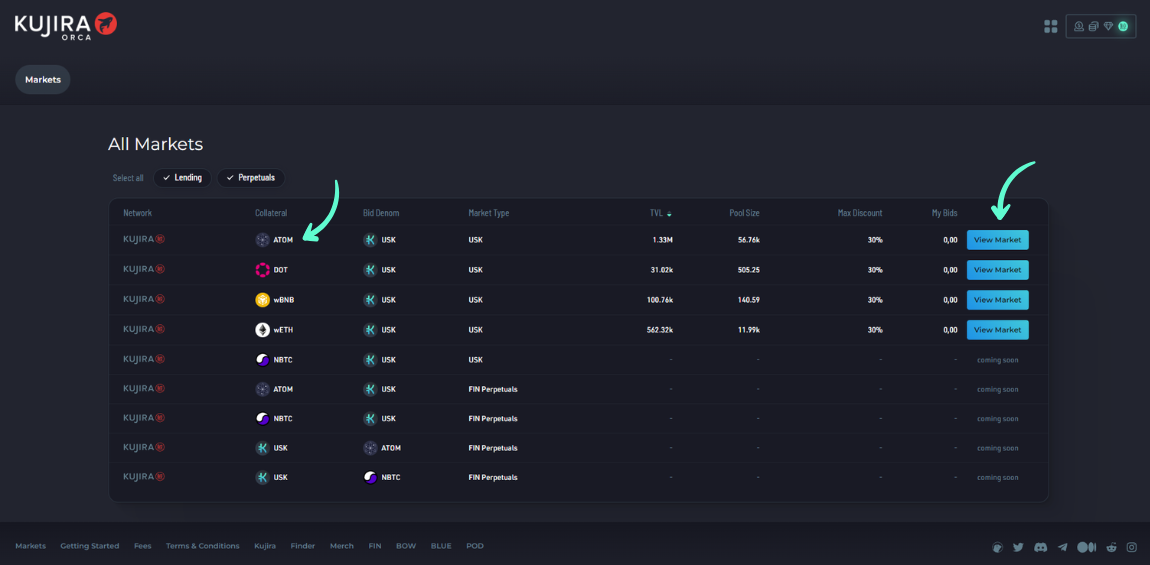 KUJIRA
ORCA
Markets
All Markets
Select all Lending Perpetuals
Network Collateral Bid Denom Market Type TVL Pool Size Max Discount My Bids
KUJIRA ATOM USK USK 1.33M 56.76k 30% 0,00 View Market
KUJIRA DOT USK USK 31.02k 505.25 30% 0,00 View Market
KUJIRA wBNB USK USK 100.76k 140.59 30% 0,00 View Market
KUJIRA wETH USK USK 562.32k 11.99k 30% 0,00 View Market
KUJIRA NBTC USK USK - - - - coming soon
KUJIRA ATOM USK FIN Perpetuals - - - - coming soon
KUJIRA NBTC USK FIN Perpetuals - - - - coming soon
KUJIRA USK ATOM FIN Perpetuals - - - - coming soon
KUJIRA USK NBTC FIN Perpetuals - - - - coming soon
Markets Getting Started Fees Terms & Conditions Kujira Finder Merch FIN BOW BLUE POD